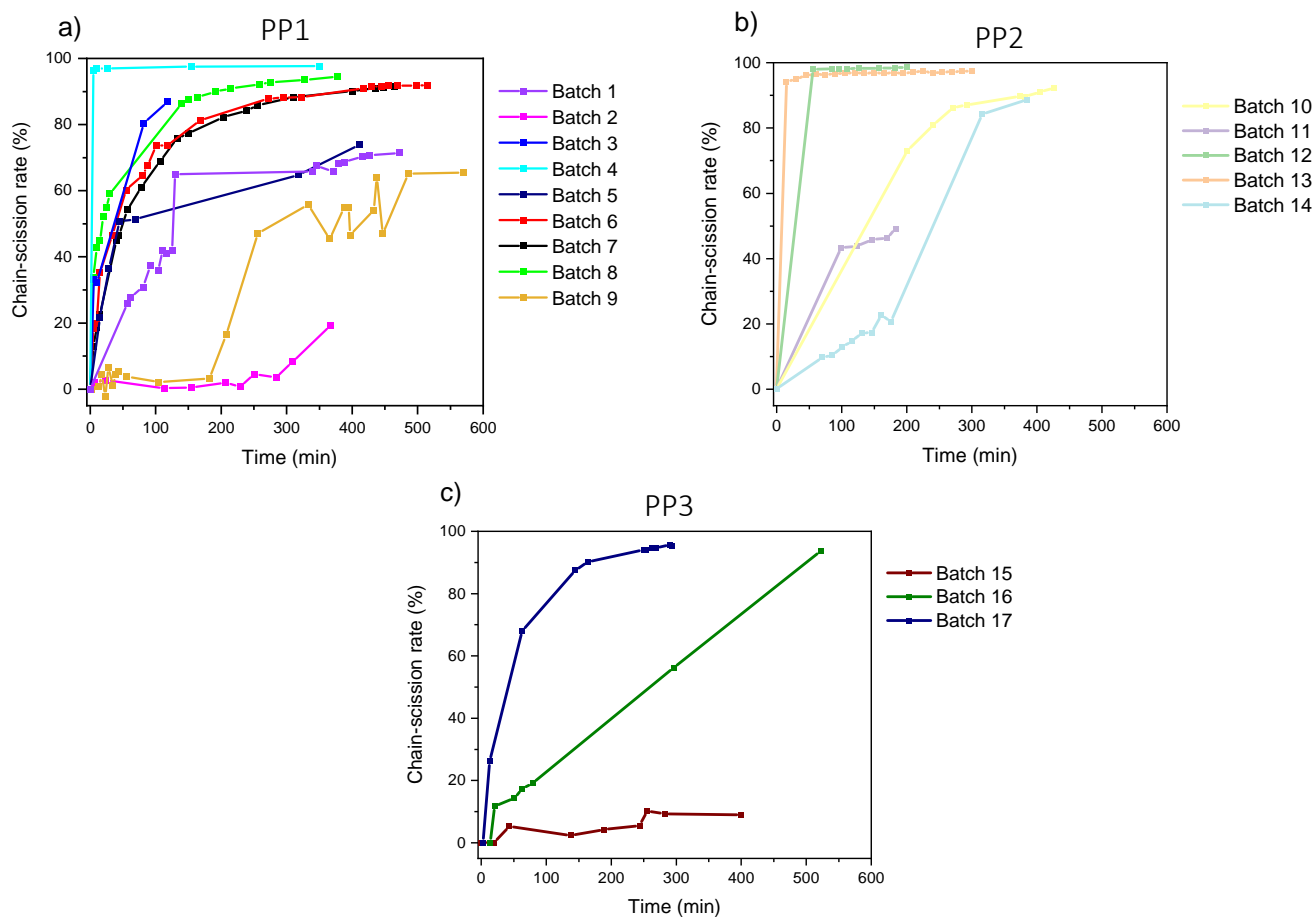 a)
PP1
Chain-scission rate (%)
100
80
60
40
20
0
0 100 200 300 400 500 600
Time (min)
Batch 1
Batch 2
Batch 3
Batch 4
Batch 5
Batch 6
Batch 7
Batch 8
Batch 9
b)
PP2
Chain-scission rate (%)
100
80
60
40
20
0
0 100 200 300 400 500 600
Time (min)
Batch 10
Batch 11
Batch 12
Batch 13
Batch 14
c)
PP3
Chain-scission rate (%)
100
80
60
40
20
0
0 100 200 300 400 500 600
Time (min)
Batch 15
Batch 16
Batch 17